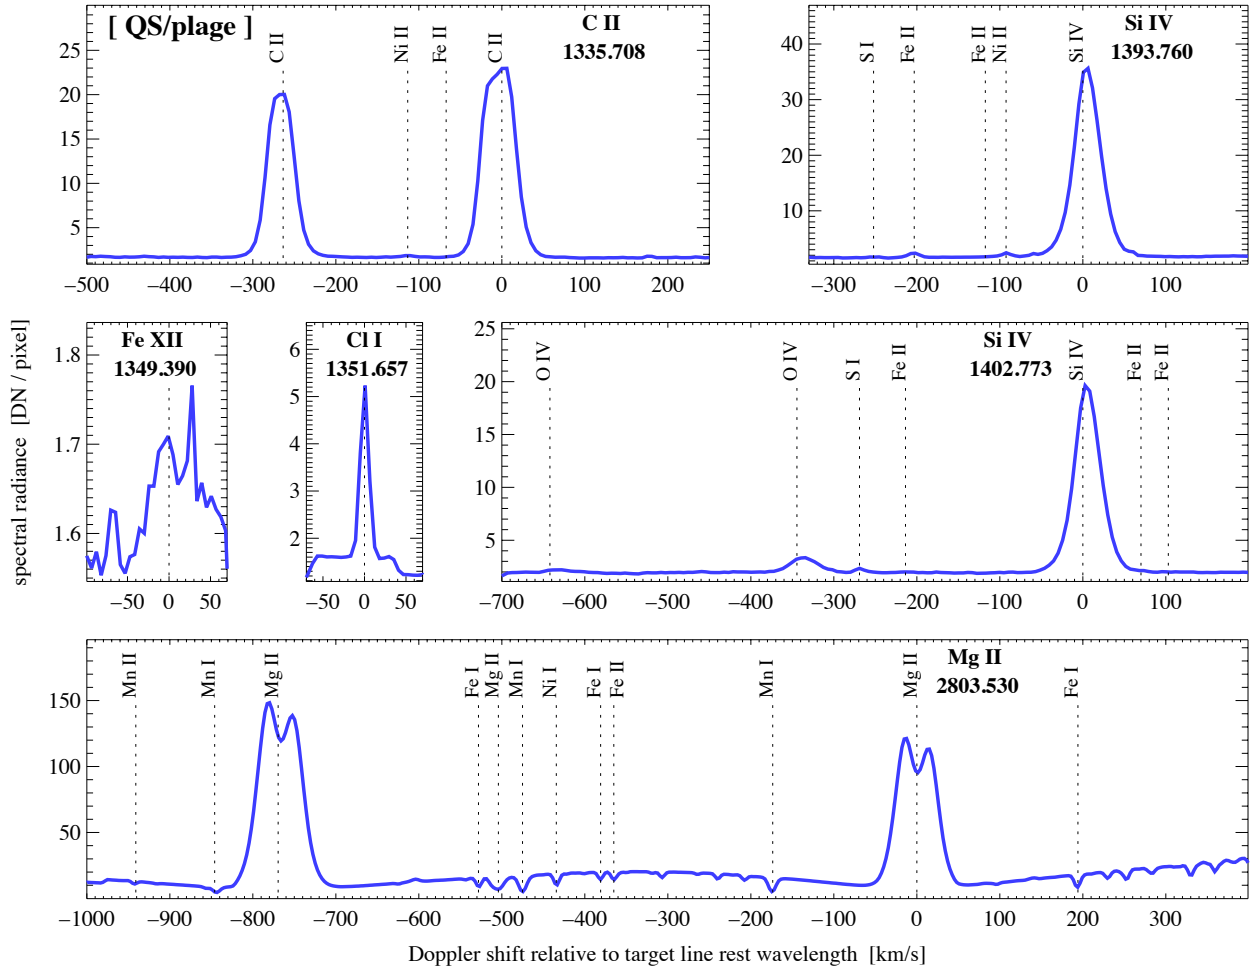 [ QS/plage ]
C II
1335.708
C II
Ni II
Fe II
C II
25
20
15
10
5
−500
−400
−300
−200
−100
0
100
200
Si IV
1393.760
S I
Fe II
Fe II
Ni II
Si IV
40
30
20
10
−300
−200
−100
0
100
spectral radiance [DN / pixel]
Fe XII
1349.390
1.8
1.7
1.6
−50
0
50
Cl I
1351.657
6
5
4
3
2
−50
0
50
Si IV
1402.773
O IV
O IV
S I
Fe II
Si IV
Fe II
Fe II
25
20
15
10
5
−700
−600
−500
−400
−300
−200
−100
0
100
Mg II
2803.530
Mn II
Mn I
Mg II
Fe I
Mg II
Mn I
Ni I
Fe I
Fe II
Mn I
Mg II
Fe I
150
100
50
−1000
−900
−800
−700
−600
−500
−400
−300
−200
−100
0
100
200
300
Doppler shift relative to target line rest wavelength [km/s]